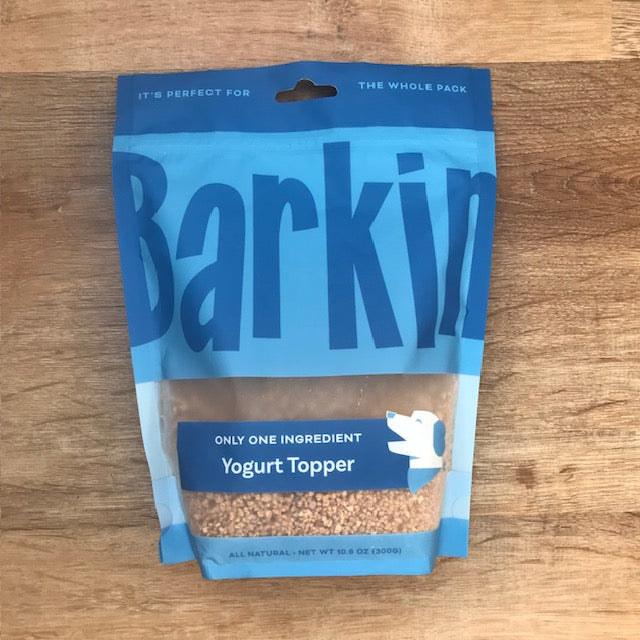 IT'S PERFECT FOR THE WHOLE PACK
Barkin
ONLY ONE INGREDIENT
Yogurt Topper
ALL NATURAL • NET WT 10.6 OZ (300G)